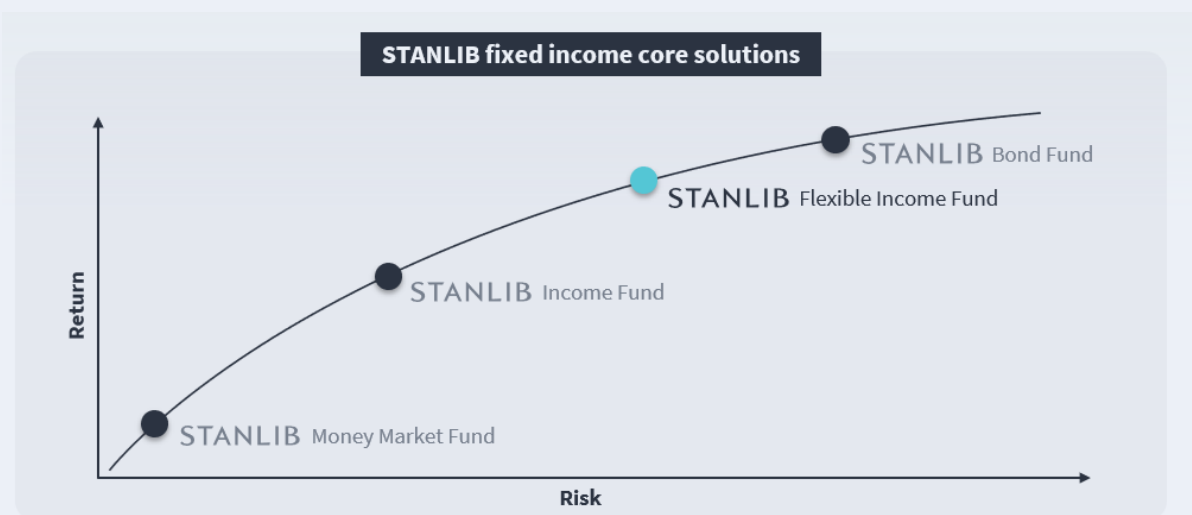 STANLIB fixed income core solutions
STANLIB Bond Fund
STANLIB Flexible Income Fund
Return
STANLIB Income Fund
STANLIB Money Market Fund
Risk